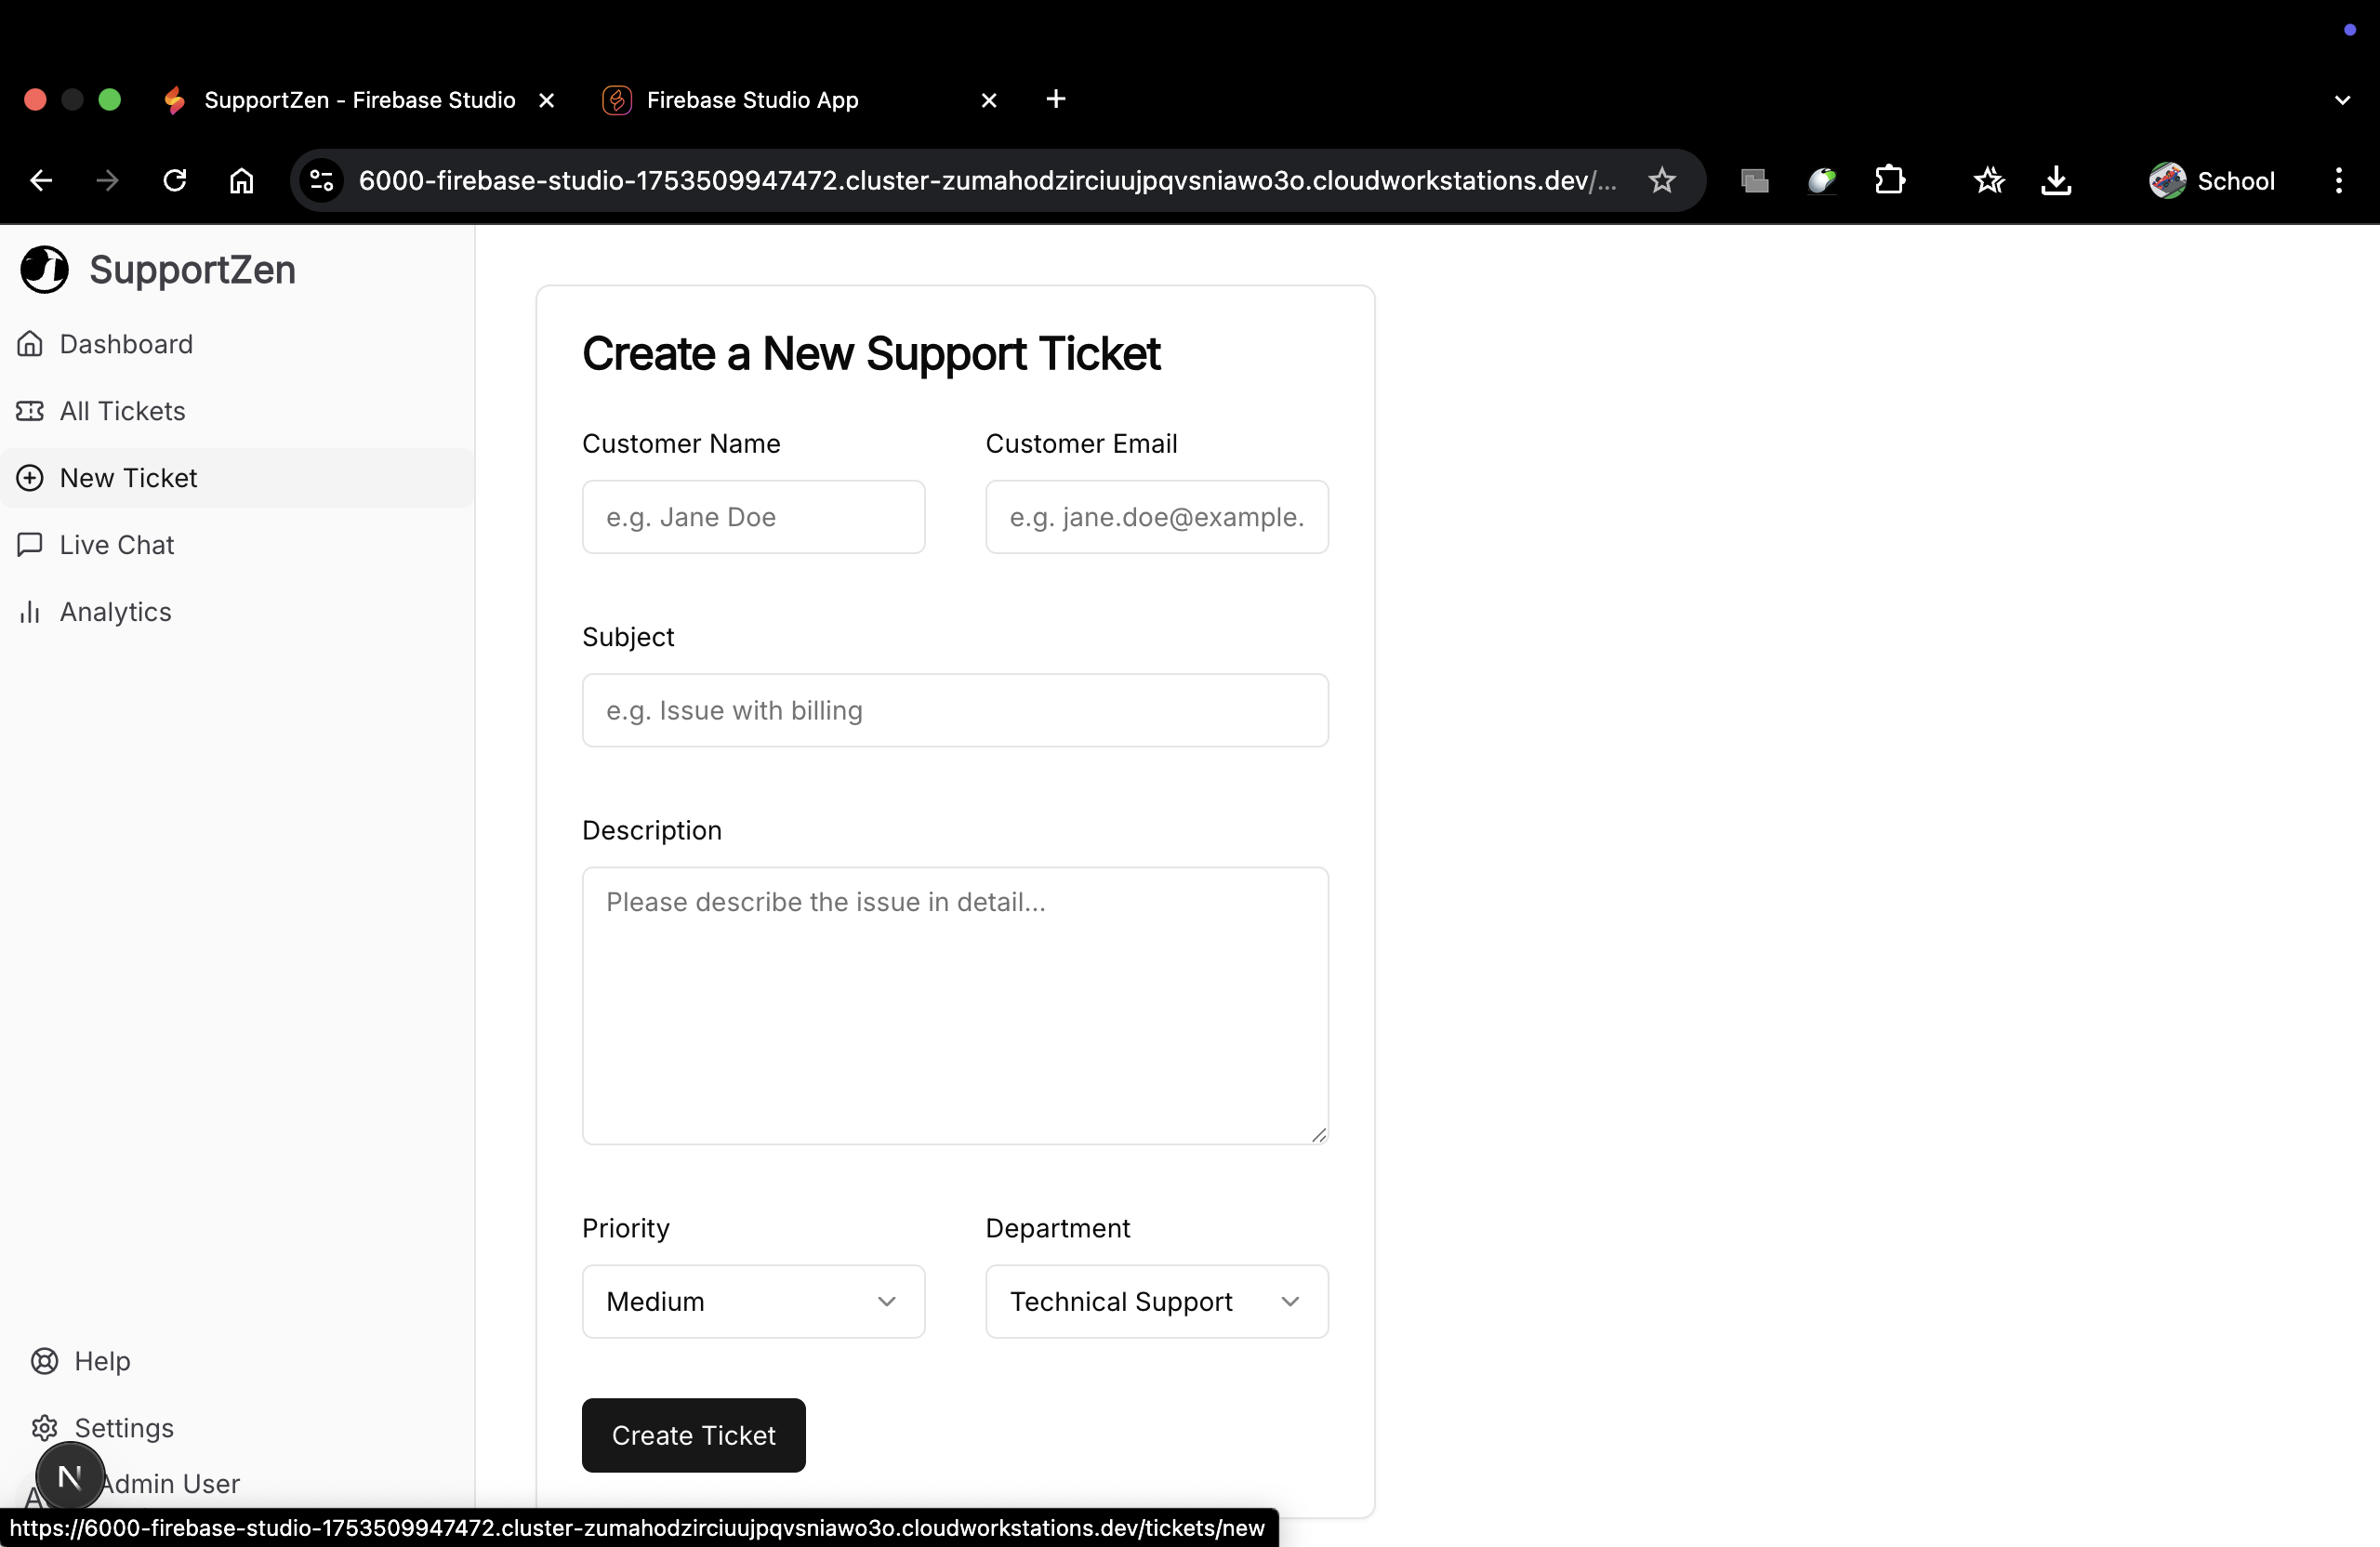 SupportZen - Firebase Studio
Firebase Studio App
6000-firebase-studio-1753509947472.cluster-zumahodzirciuujpqvsniawo3o.cloudworkstations.dev/...
School
SupportZen
Dashboard
All Tickets
New Ticket
Live Chat
Analytics
Create a New Support Ticket
Customer Name
Customer Email
e.g. Jane Doe
e.g. jane.doe@example.
Subject
e.g. Issue with billing
Description
Please describe the issue in detail...
Priority
Department
Medium
Technical Support
Create Ticket
Help
Settings
N
Admin User
https://6000-firebase-studio-1753509947472.cluster-zumahodzirciuujpqvsniawo3o.cloudworkstations.dev/tickets/new